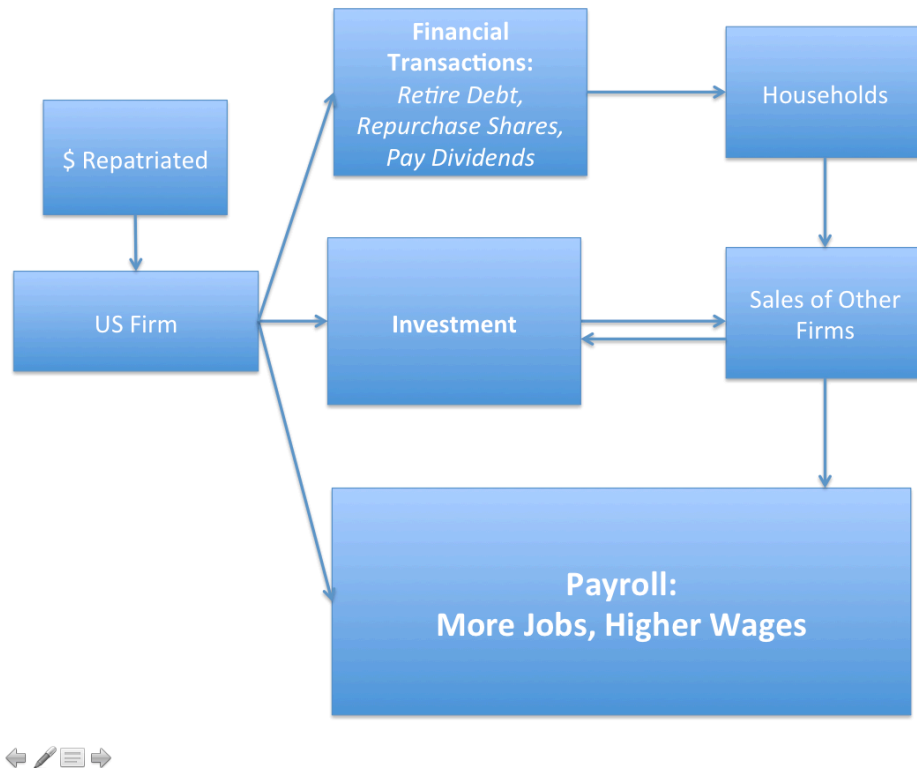 $ Repatriated
US Firm
Financial
Transactions:
Retire Debt,
Repurchase Shares,
Pay Dividends
Households
Investment
Sales of Other
Firms
Payroll:
More Jobs, Higher Wages